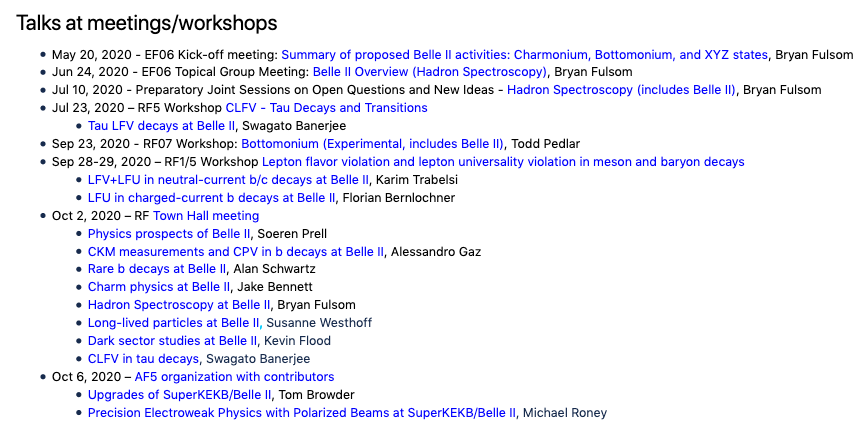 Talks at meetings/workshops
• May 20, 2020 - EF06 Kick-off meeting: Summary of proposed Belle II activities: Charmonium, Bottomonium, and XYZ states, Bryan Fulsom
• Jun 24, 2020 - EF06 Topical Group Meeting: Belle II Overview (Hadron Spectroscopy), Bryan Fulsom
• Jul 10, 2020 - Preparatory Joint Sessions on Open Questions and New Ideas - Hadron Spectroscopy (includes Belle II), Bryan Fulsom
• Jul 23, 2020 – RF5 Workshop CLFV - Tau Decays and Transitions
• Tau LFV decays at Belle II, Swagato Banerjee
• Sep 23, 2020 - RF07 Workshop: Bottomonium (Experimental, includes Belle II), Todd Pedlar
• Sep 28-29, 2020 – RF1/5 Workshop Lepton flavor violation and lepton universality violation in meson and baryon decays
• LFV+LFU in neutral-current b/c decays at Belle II, Karim Trabelsi
• LFU in charged-current b decays at Belle II, Florian Bernlochner
• Oct 2, 2020 – RF Town Hall meeting
• Physics prospects of Belle II, Soeren Prell
• CKM measurements and CPV in b decays at Belle II, Alessandro Gaz
• Rare b decays at Belle II, Alan Schwartz
• Charm physics at Belle II, Jake Bennett
• Hadron Spectroscopy at Belle II, Bryan Fulsom
• Long-lived particles at Belle II, Susanne Westhoff
• Dark sector studies at Belle II, Kevin Flood
• CLFV in tau decays, Swagato Banerjee
• Oct 6, 2020 – AF5 organization with contributors
• Upgrades of SuperKEKB/Belle II, Tom Browder
• Precision Electroweak Physics with Polarized Beams at SuperKEKB/Belle II, Michael Roney